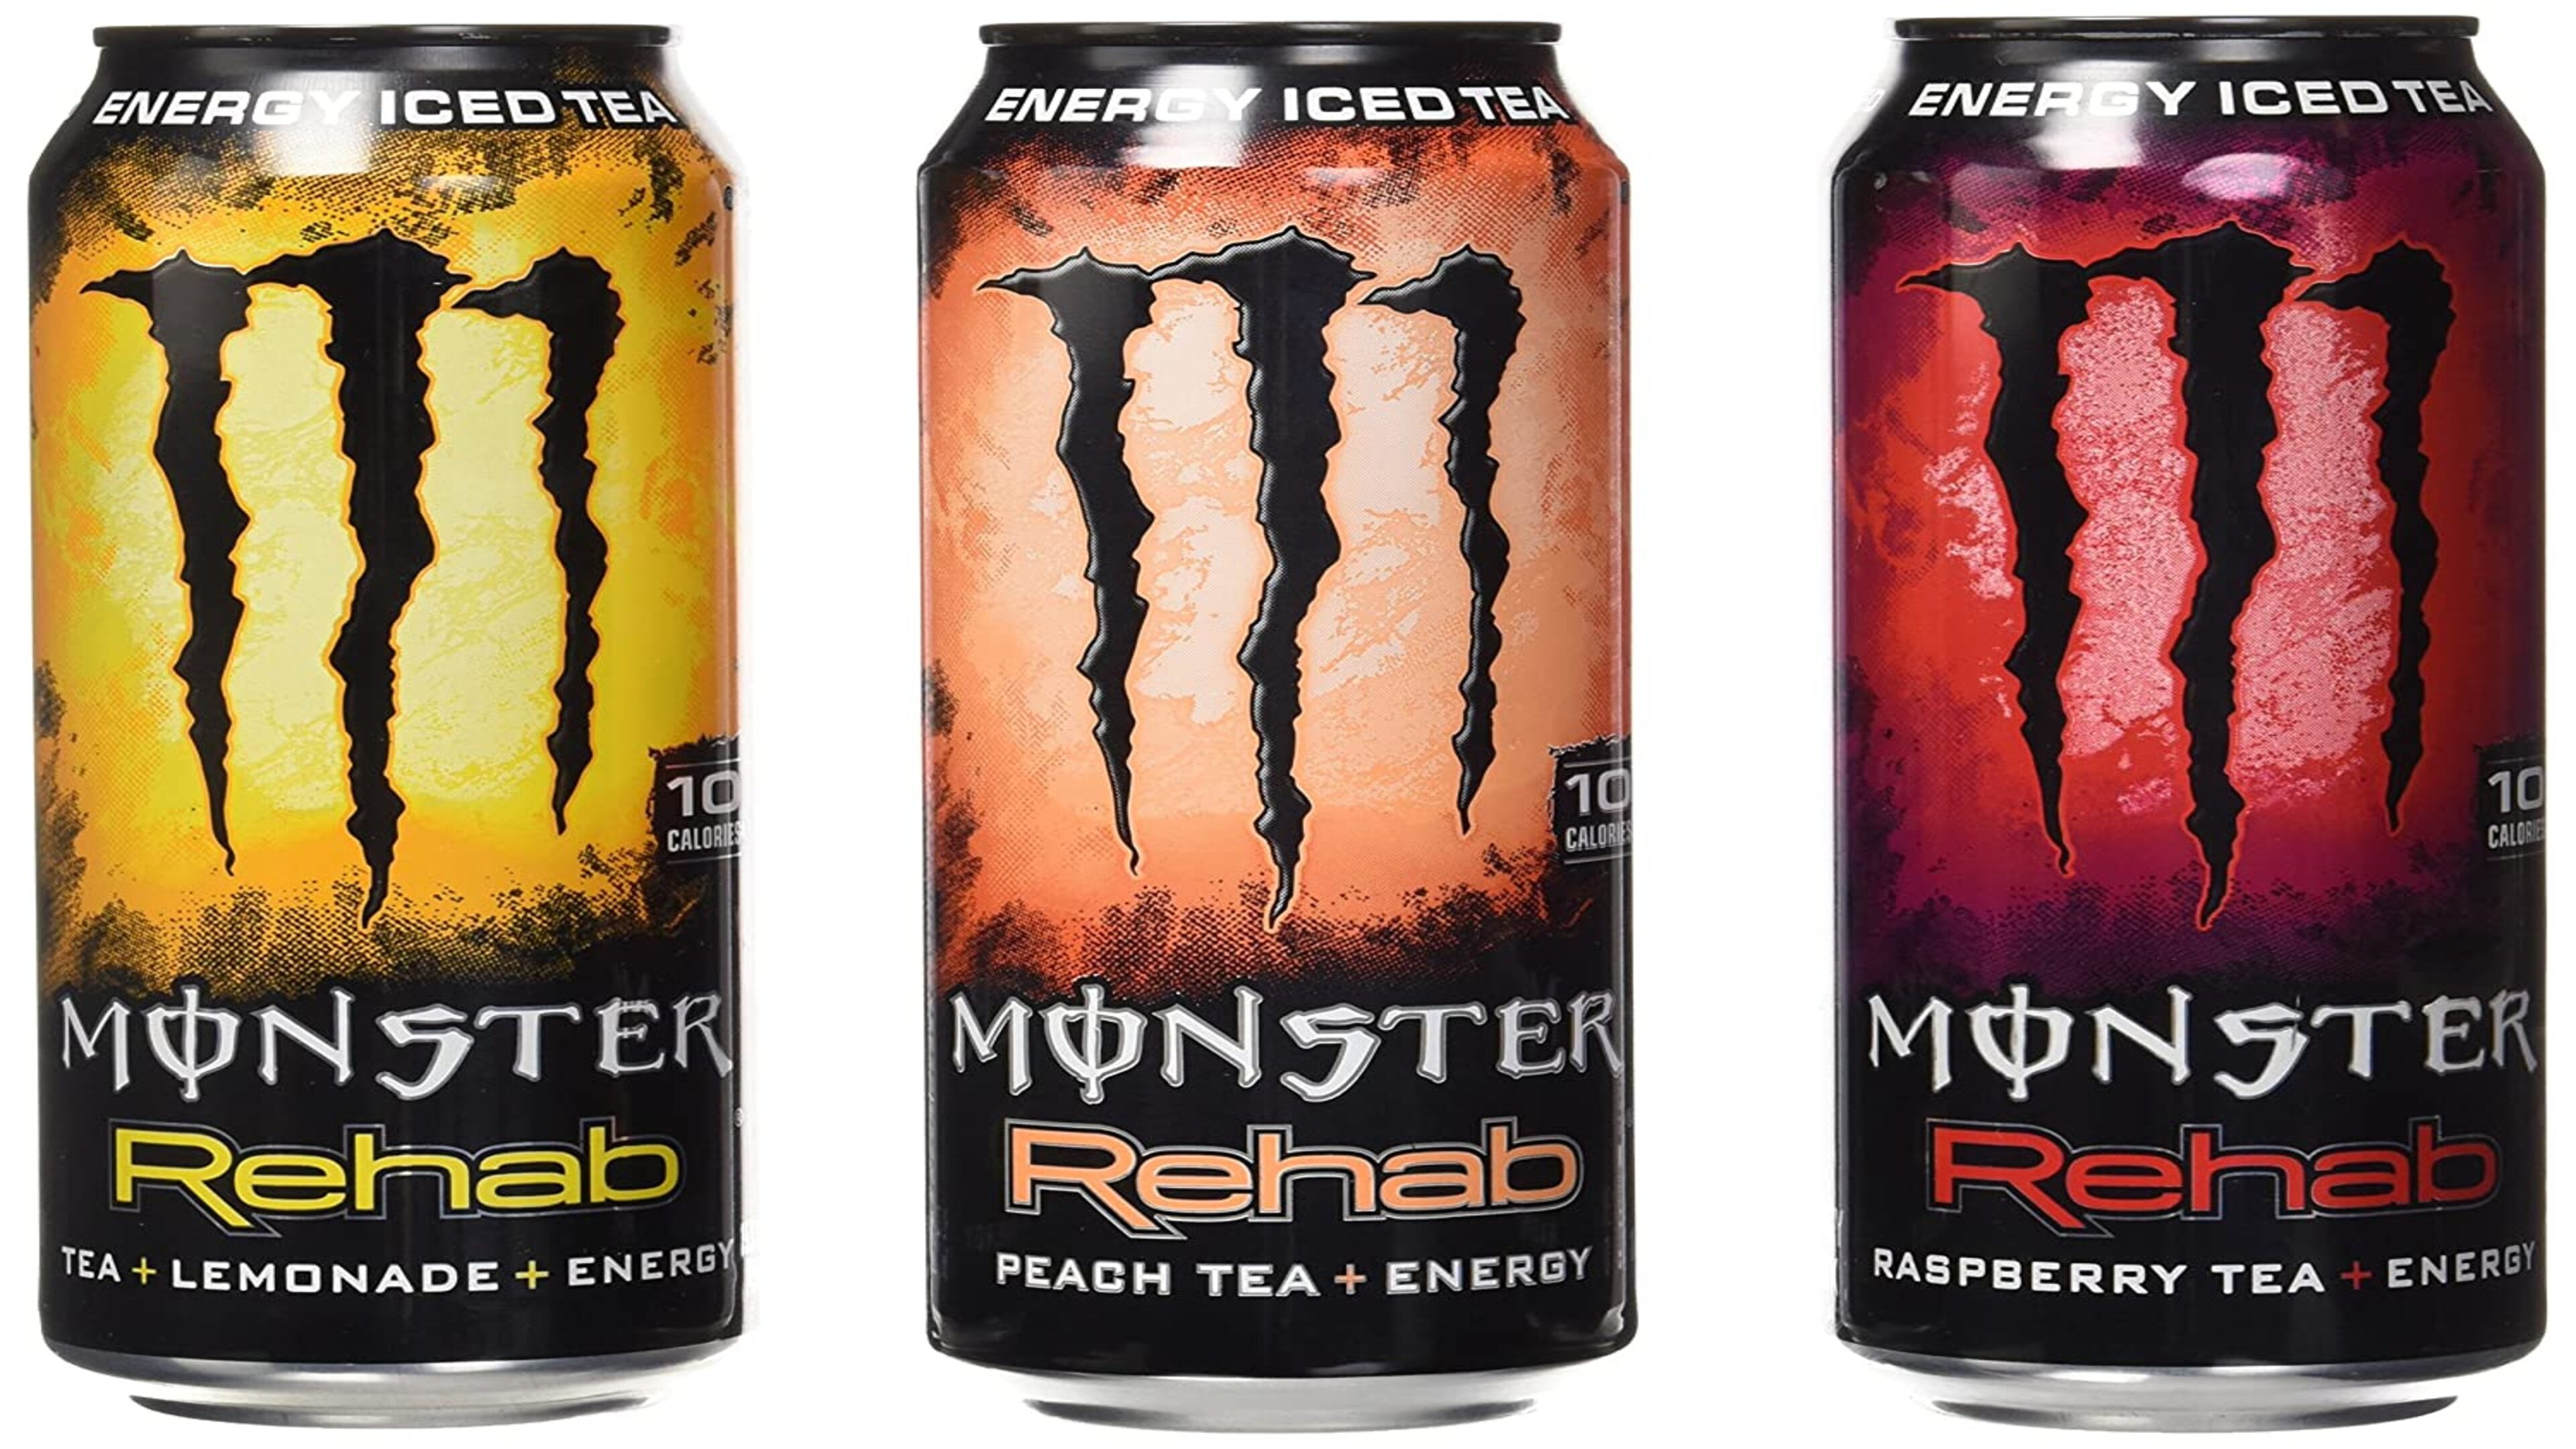 ENERGY ICED TEA
10
CALORIES
MONSTER
Rehab
TEA + LEMONADE + ENERGY
ENERGY ICED TEA
10
CALORIES
MONSTER
Rehab
PEACH TEA + ENERGY
ENERGY ICED TEA
10
CALORIE
MONSTER
Rehab
RASPBERRY TEA + ENERGY